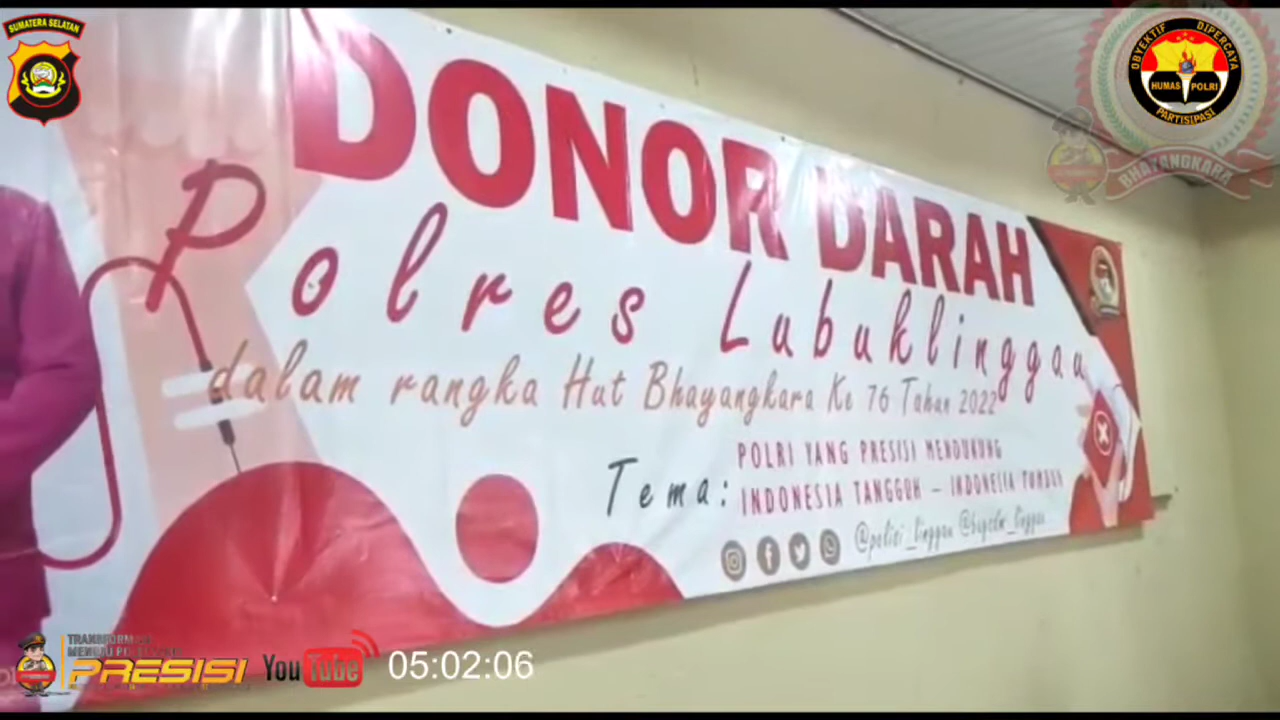 SUMATERA SELATAN
OBYEKTIF DIPERCAYA
HUMAS POLRI
PARTISIPASI
BHAYANGKARA
DONOR DARAH
Polres Lubuklinggau
dalam rangka Hut Bhayangkara Ke 76 Tahun 2022
Tema:
POLRI YANG PRESISI MENDUKUNG
INDONESIA TANGGUH – INDONESIA TUMBUH
@polisi_linggau
PRESISI
YouTube
05:02:06